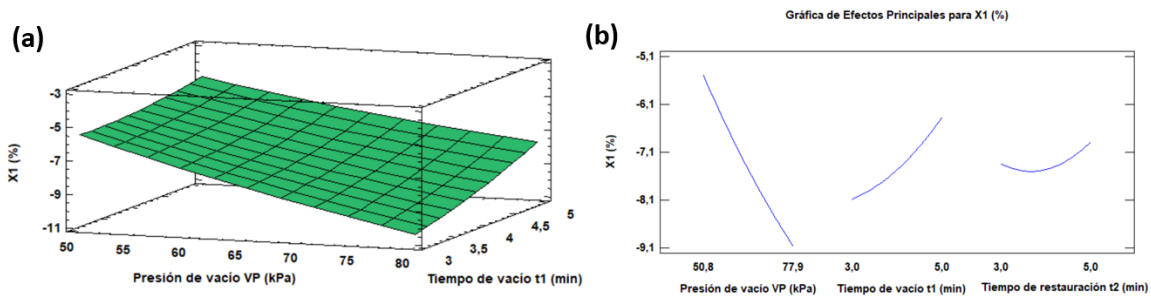 (a)
-3
-5
-7
-9
-11
X1 (%)
50
55
60
65
70
75
80
Presión de vacío VP (kPa)
3
3,5
4
4,5
5
Tiempo de vacío t1 (min)
(b)
Gráfica de Efectos Principales para X1 (%)
-5,1
-6,1
-7,1
-8,1
-9,1
X1 (%)
50,8
77,9
3,0
5,0
3,0
5,0
Presión de vacío VP (kPa)
Tiempo de vacío t1 (min)
Tiempo de restauración t2 (min)